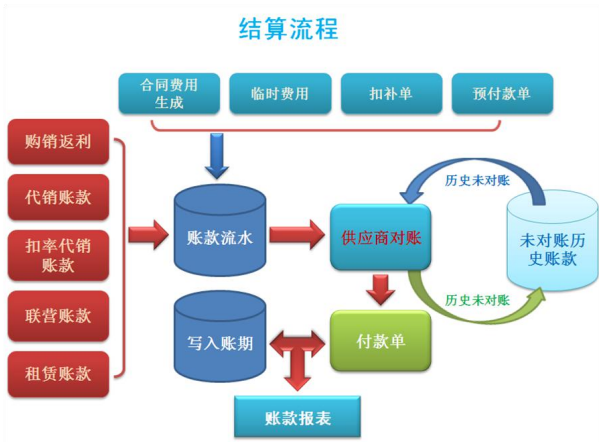 结算流程
合同费用
生成
临时费用
扣补单
预付款单
购销返利
代销账款
扣率代销
账款
联营账款
租赁账款
账款流水
供应商对账
历史未对账
未对账历
史账款
历史未对账
写入账期
付款单
账款报表